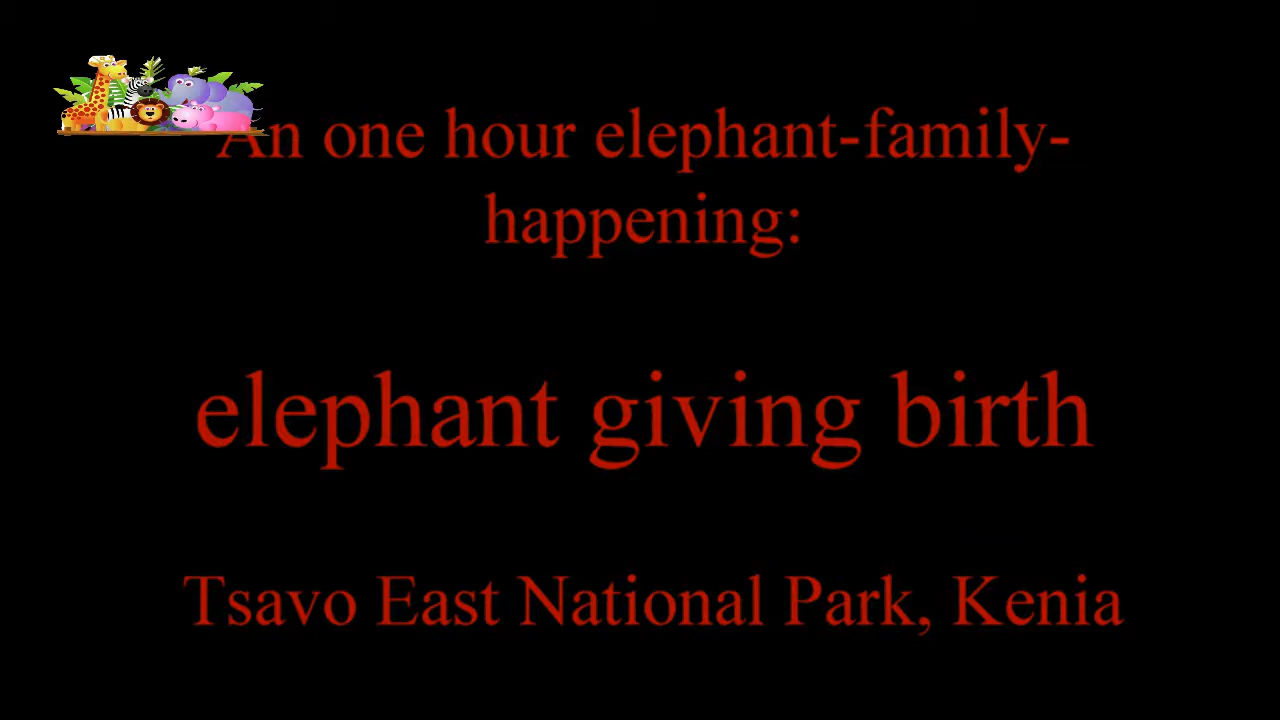 An one hour elephant-family-
happening:
elephant giving birth
Tsavo East National Park, Kenia